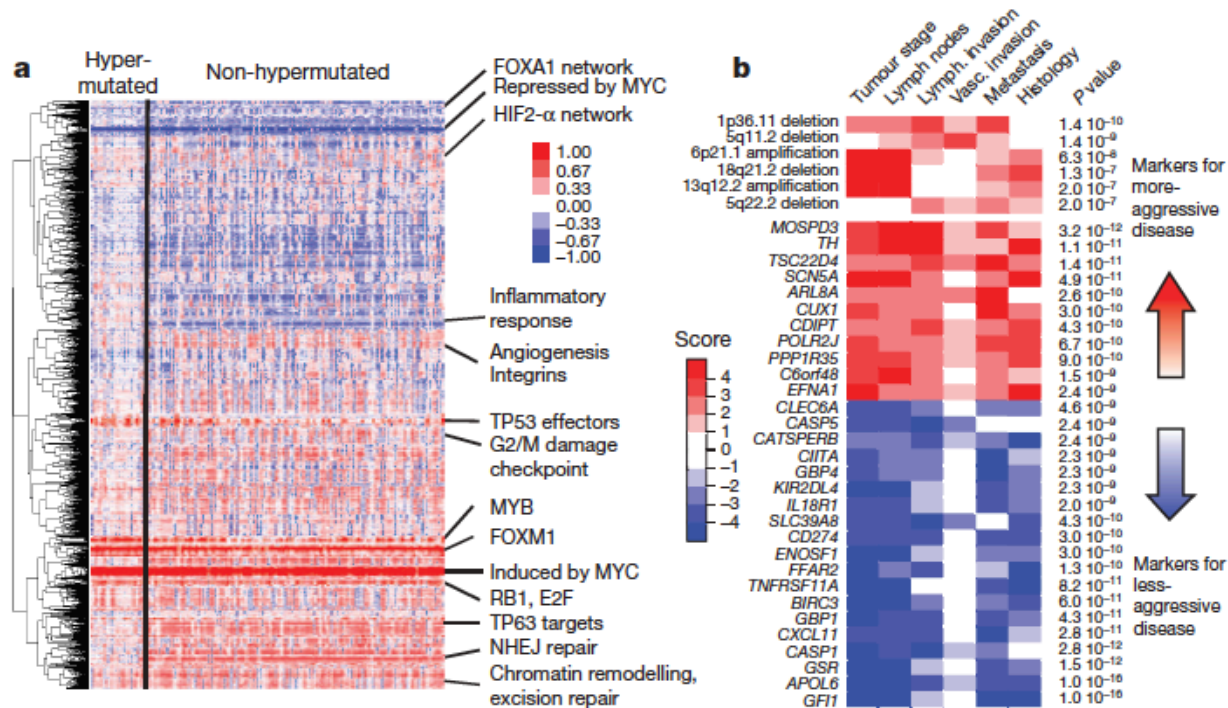 a
Hyper-
mutated
Non-hypermutated
FOXA1 network
Repressed by MYC
HIF2-α network
1.00
0.67
0.33
0.00
−0.33
−0.67
−1.00
Inflammatory
response
Angiogenesis
Integrins
TP53 effectors
G2/M damage
checkpoint
MYB
FOXM1
Induced by MYC
RB1, E2F
TP63 targets
NHEJ repair
Chromatin remodelling,
excision repair
b
Tumour stage
Lymph nodes
Lymph. invasion
Vasc. invasion
Metastasis
Histology
P value
1p36.11 deletion 1.4 10⁻¹⁰
5q11.2 deletion 1.4 10⁻⁹
6p21.1 amplification 6.3 10⁻⁸
18q21.2 deletion 1.3 10⁻⁷
13q12.2 amplification 2.0 10⁻⁷
5q22.2 deletion 2.0 10⁻⁷
MOSPD3 3.2 10⁻¹²
TH 1.1 10⁻¹¹
TSC22D4 1.4 10⁻¹¹
SCN5A 4.9 10⁻¹¹
ARL8A 2.6 10⁻¹⁰
CUX1 3.0 10⁻¹⁰
CDIPT 4.3 10⁻¹⁰
POLR2J 6.7 10⁻¹⁰
PPP1R35 9.0 10⁻¹⁰
C6orf48 1.5 10⁻⁹
EFNA1 2.4 10⁻⁹
CLEC6A 4.6 10⁻⁹
CASP5 2.4 10⁻⁹
CATSPERB 2.4 10⁻⁹
CIITA 2.3 10⁻⁹
GBP4 2.3 10⁻⁹
KIR2DL4 2.3 10⁻⁹
IL18R1 2.0 10⁻⁹
SLC39A8 4.3 10⁻¹⁰
CD274 3.0 10⁻¹⁰
ENOSF1 3.0 10⁻¹⁰
FFAR2 1.3 10⁻¹⁰
TNFRSF11A 8.2 10⁻¹¹
BIRC3 6.0 10⁻¹¹
GBP1 4.3 10⁻¹¹
CXCL11 2.8 10⁻¹¹
CASP1 2.8 10⁻¹²
GSR 1.5 10⁻¹²
APOL6 1.0 10⁻¹⁶
GFI1 1.0 10⁻¹⁶
Score
4
3
2
1
0
−1
−2
−3
−4
Markers for
more-
aggressive
disease
Markers for
less-
aggressive
disease